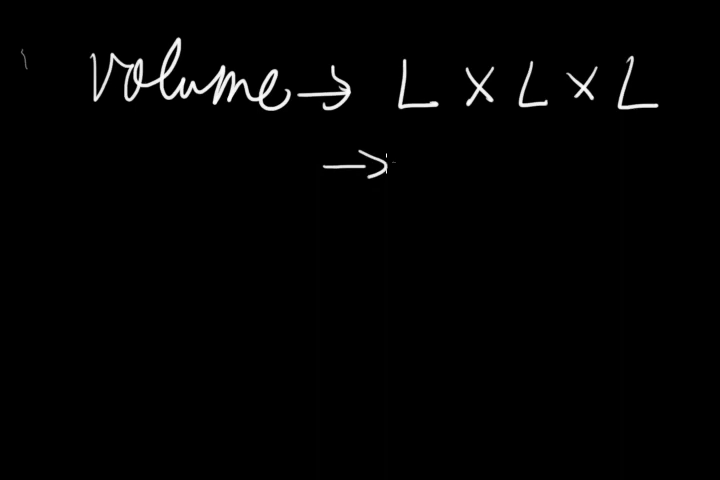 Volume → L × L × L
→